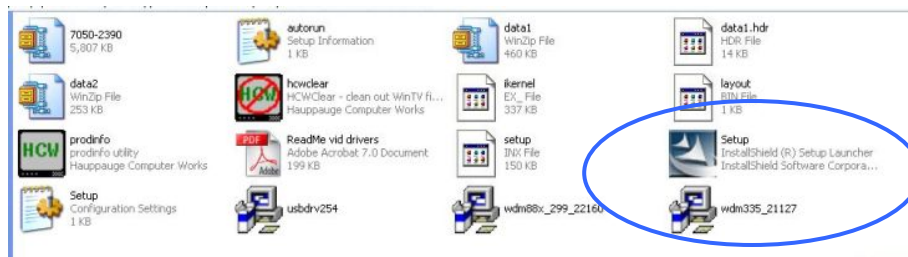 7050-2390
5,807 KB
autorun
Setup Information
1 KB
data1
WinZip File
460 KB
data1.hdr
HDR File
14 KB
data2
WinZip File
253 KB
HCW
hcwclear
HCWClear - clean out WinTV fi...
Hauppauge Computer Works
ikernel
EX_ File
337 KB
layout
BIN File
1 KB
HCW
prodinfo
prodinfo utility
Hauppauge Computer Works
PDF
Adobe
ReadMe vid drivers
Adobe Acrobat 7.0 Document
199 KB
setup
INX File
150 KB
Setup
InstallShield (R) Setup Launcher
InstallShield Software Corpora...
Setup
Configuration Settings
1 KB
usbdrv254
wdm88x_299_22160
wdm335_21127